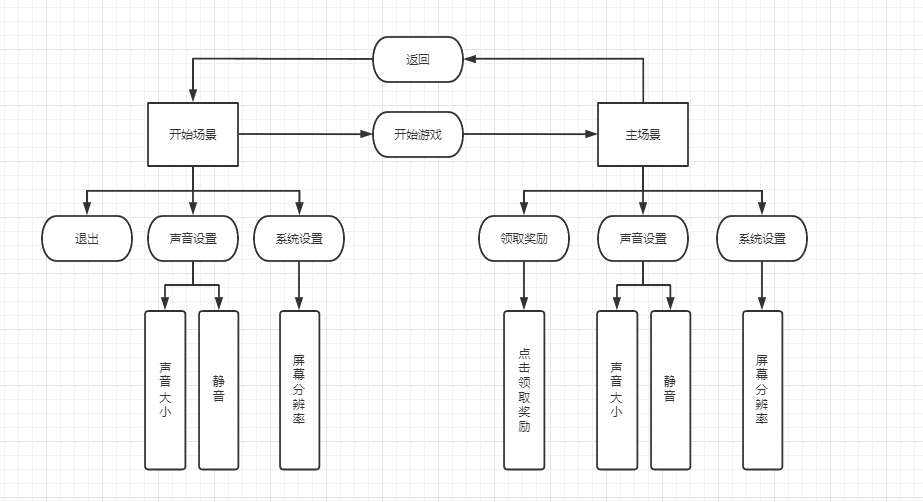 返回
开始场景
开始游戏
主场景
退出
声音设置
系统设置
领取奖励
声音设置
系统设置
声音大小
静音
屏幕分辨率
点击领取奖励
声音大小
静音
屏幕分辨率